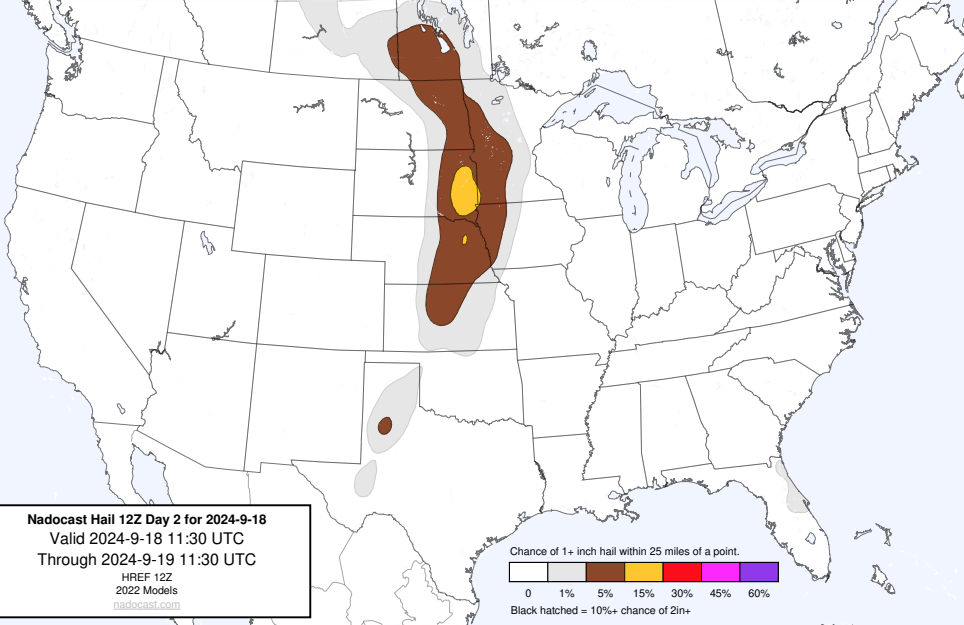 Nadocast Hail 12Z Day 2 for 2024-9-18
Valid 2024-9-18 11:30 UTC
Through 2024-9-19 11:30 UTC
HREF 12Z
2022 Models
nadocast.com
Chance of 1+ inch hail within 25 miles of a point.
0 1% 5% 15% 30% 45% 60%
Black hatched = 10%+ chance of 2in+